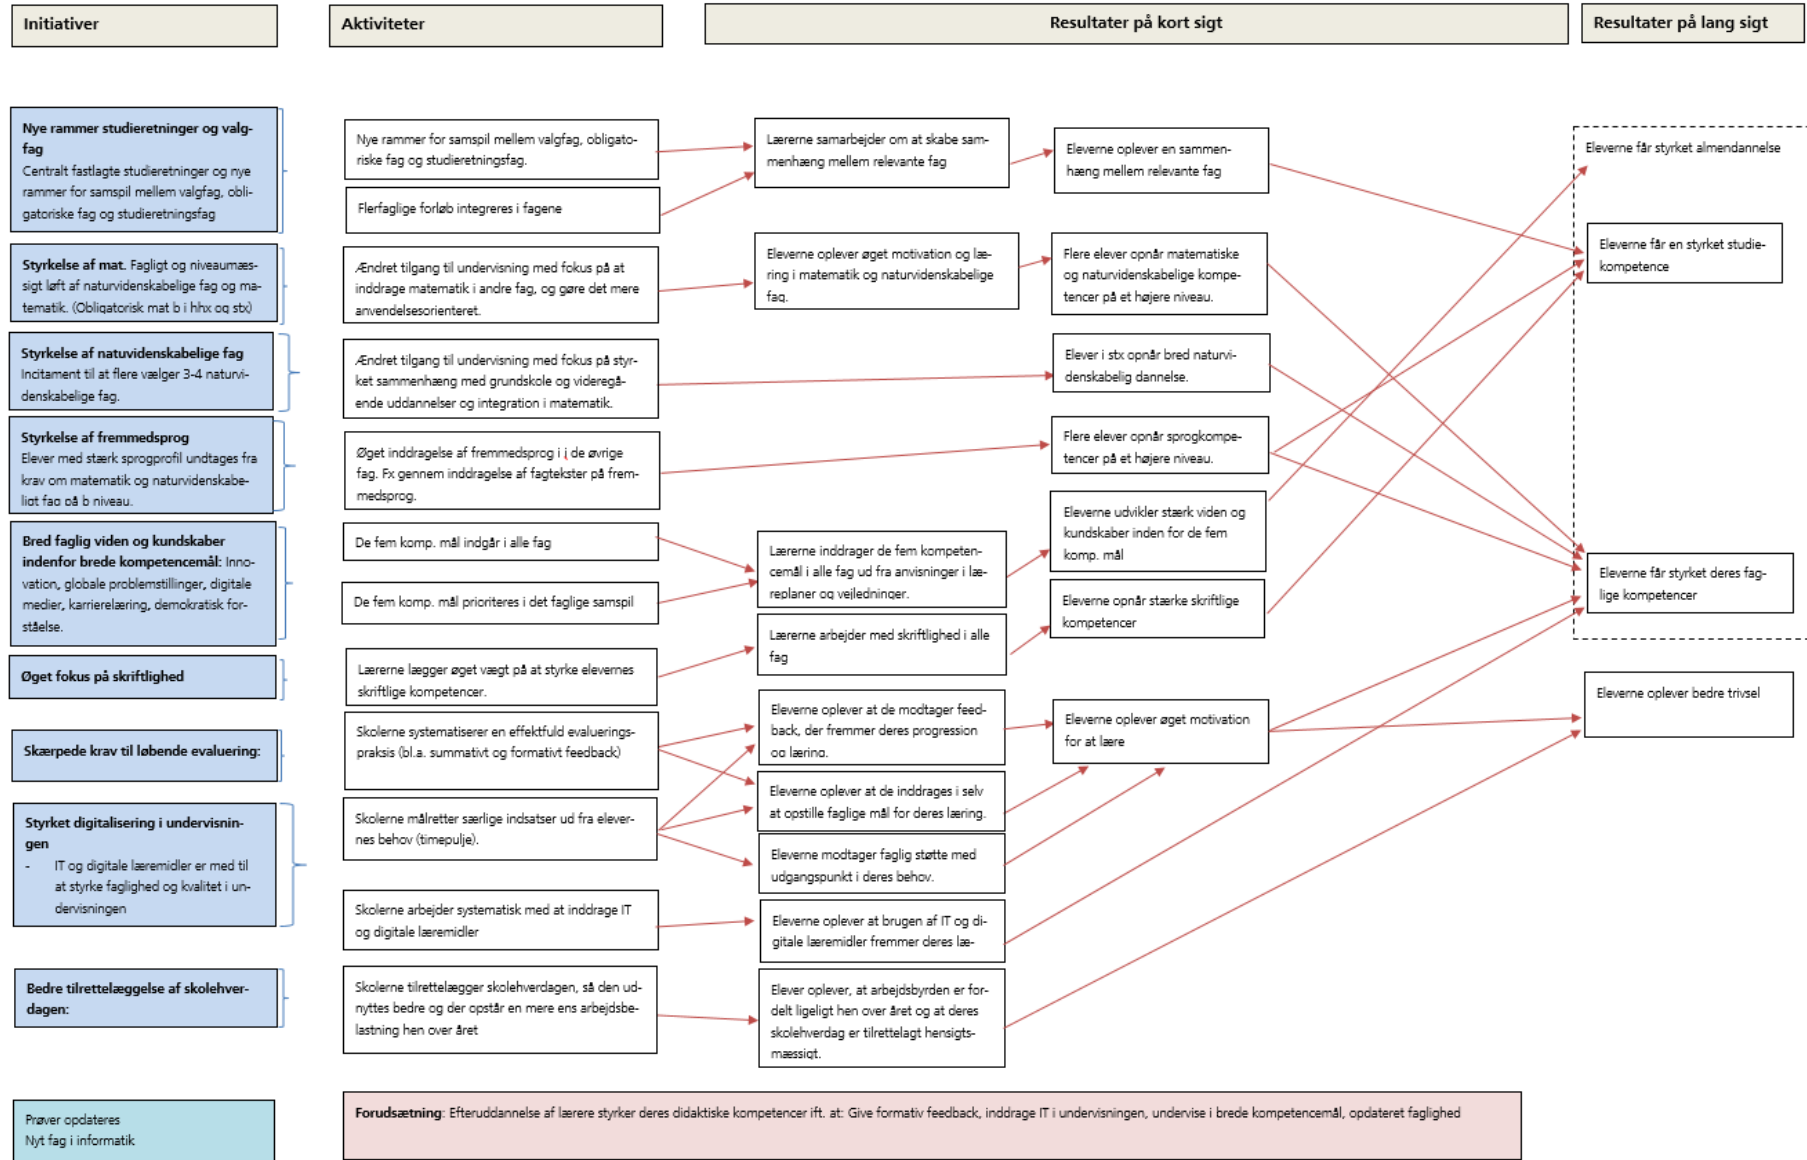 Initiativer
Aktiviteter
Resultater på kort sigt
Resultater på lang sigt
Nye rammer studieretninger og valg-
fag
Centralt fastlagte studieretninger og nye
rammer for samspil mellem valgfag, obli-
gatoriske fag og studieretningsfag
Styrkelse af mat. Fagligt og niveaumæs-
sigt løft af naturvidenskabelige fag og ma-
tematik. (Obligatorisk mat b i hhx og stx)
Styrkelse af natuvidenskabelige fag
Incitament til at flere vælger 3-4 naturvi-
denskabelige fag.
Styrkelse af fremmedsprog
Elever med stærk sprogprofil undtages fra
krav om matematik og naturvidenskabe-
ligt fag på b niveau.
Bred faglig viden og kundskaber
indenfor brede kompetencemål: Inno-
vation, globale problemstillinger, digitale
medier, karrierelæring, demokratisk for-
ståelse.
Øget fokus på skriftlighed
Skærpede krav til løbende evaluering:
Styrket digitalisering i undervisnin-
gen
- IT og digitale læremidler er med til
at styrke faglighed og kvalitet i un-
dervisningen
Bedre tilrettelæggelse af skolehver-
dagen:
Prøver opdateres
Nyt fag i informatik
Nye rammer for samspil mellem valgfag, obligato-
riske fag og studieretningsfag.
Flerfaglige forløb integreres i fagene
Ændret tilgang til undervisning med fokus på at
inddrage matematik i andre fag, og gøre det mere
anvendelsesorienteret.
Ændret tilgang til undervisning med fokus på styr-
ket sammenhæng med grundskole og videregå-
ende uddannelser og integration i matematik.
Øget inddragelse af fremmedsprog i i de øvrige
fag. Fx gennem inddragelse af fagtekster på frem-
medsprog.
De fem komp. mål indgår i alle fag
De fem komp. mål prioriteres i det faglige samspil
Lærerne lægger øget vægt på at styrke elevernes
skriftlige kompetencer.
Skolerne systematiserer en effektfuld evaluerings-
praksis (bl.a. summativt og formativt feedback)
Skolerne målretter særlige indsatser ud fra elever-
nes behov (timepulje).
Skolerne arbejder systematisk med at inddrage IT
og digitale læremidler
Skolerne tilrettelægger skolehverdagen, så den ud-
nyttes bedre og der opstår en mere ens arbejdsbe-
lastning hen over året
Lærerne samarbejder om at skabe sam-
menhæng mellem relevante fag
Eleverne oplever øget motivation og læ-
ring i matematik og naturvidenskabelige
fag.
Lærerne inddrager de fem kompeten-
cemål i alle fag ud fra anvisninger i læ-
replaner og vejledninger.
Lærerne arbejder med skriftlighed i alle
fag
Eleverne oplever at de modtager feed-
back, der fremmer deres progression
og læring.
Eleverne oplever at de inddrages i selv
at opstille faglige mål for deres læring.
Eleverne modtager faglig støtte med
udgangspunkt i deres behov.
Eleverne oplever at brugen af IT og di-
gitale læremidler fremmer deres læ-
Elever oplever, at arbejdsbyrden er for-
delt ligeligt hen over året og at deres
skolehverdag er tilrettelagt hensigts-
mæssigt.
Eleverne oplever en sammen-
hæng mellem relevante fag
Flere elever opnår matematiske
og naturvidenskabelige kompe-
tencer på et højere niveau.
Elever i stx opnår bred naturvi-
denskabelig dannelse.
Flere elever opnår sprogkompe-
tencer på et højere niveau.
Eleverne udvikler stærk viden og
kundskaber inden for de fem
komp. mål
Eleverne opnår stærke skriftlige
kompetencer
Eleverne oplever øget motivation
for at lære
Eleverne får styrket almendannelse
Eleverne får en styrket studie-
kompetence
Eleverne får styrket deres fag-
lige kompetencer
Eleverne oplever bedre trivsel
Forudsætning: Efteruddannelse af lærere styrker deres didaktiske kompetencer ift. at: Give formativ feedback, inddrage IT i undervisningen, undervise i brede kompetencemål, opdateret faglighed